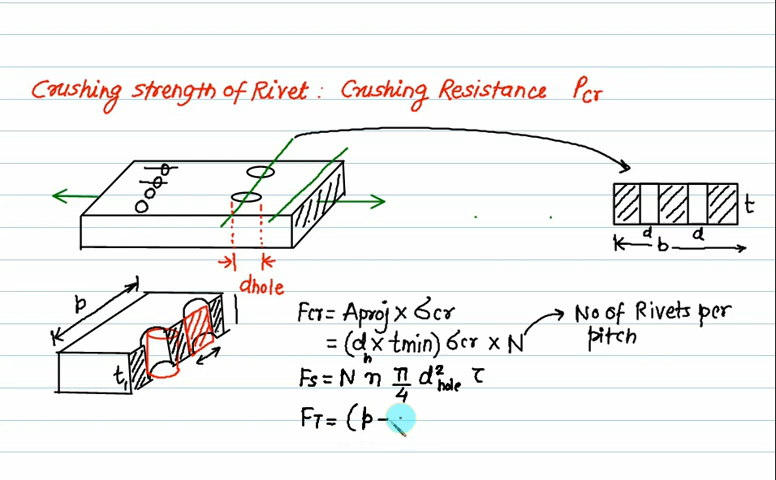 Crushing strength of Rivet : Crushing Resistance Pcr
t
d d
b
dhole
p
t1
Fcr = Aproj × σcr
= (dh × tmin) σcr × N → No of Rivets per pitch
Fs = N n π/4 d²hole τ
FT = (p –